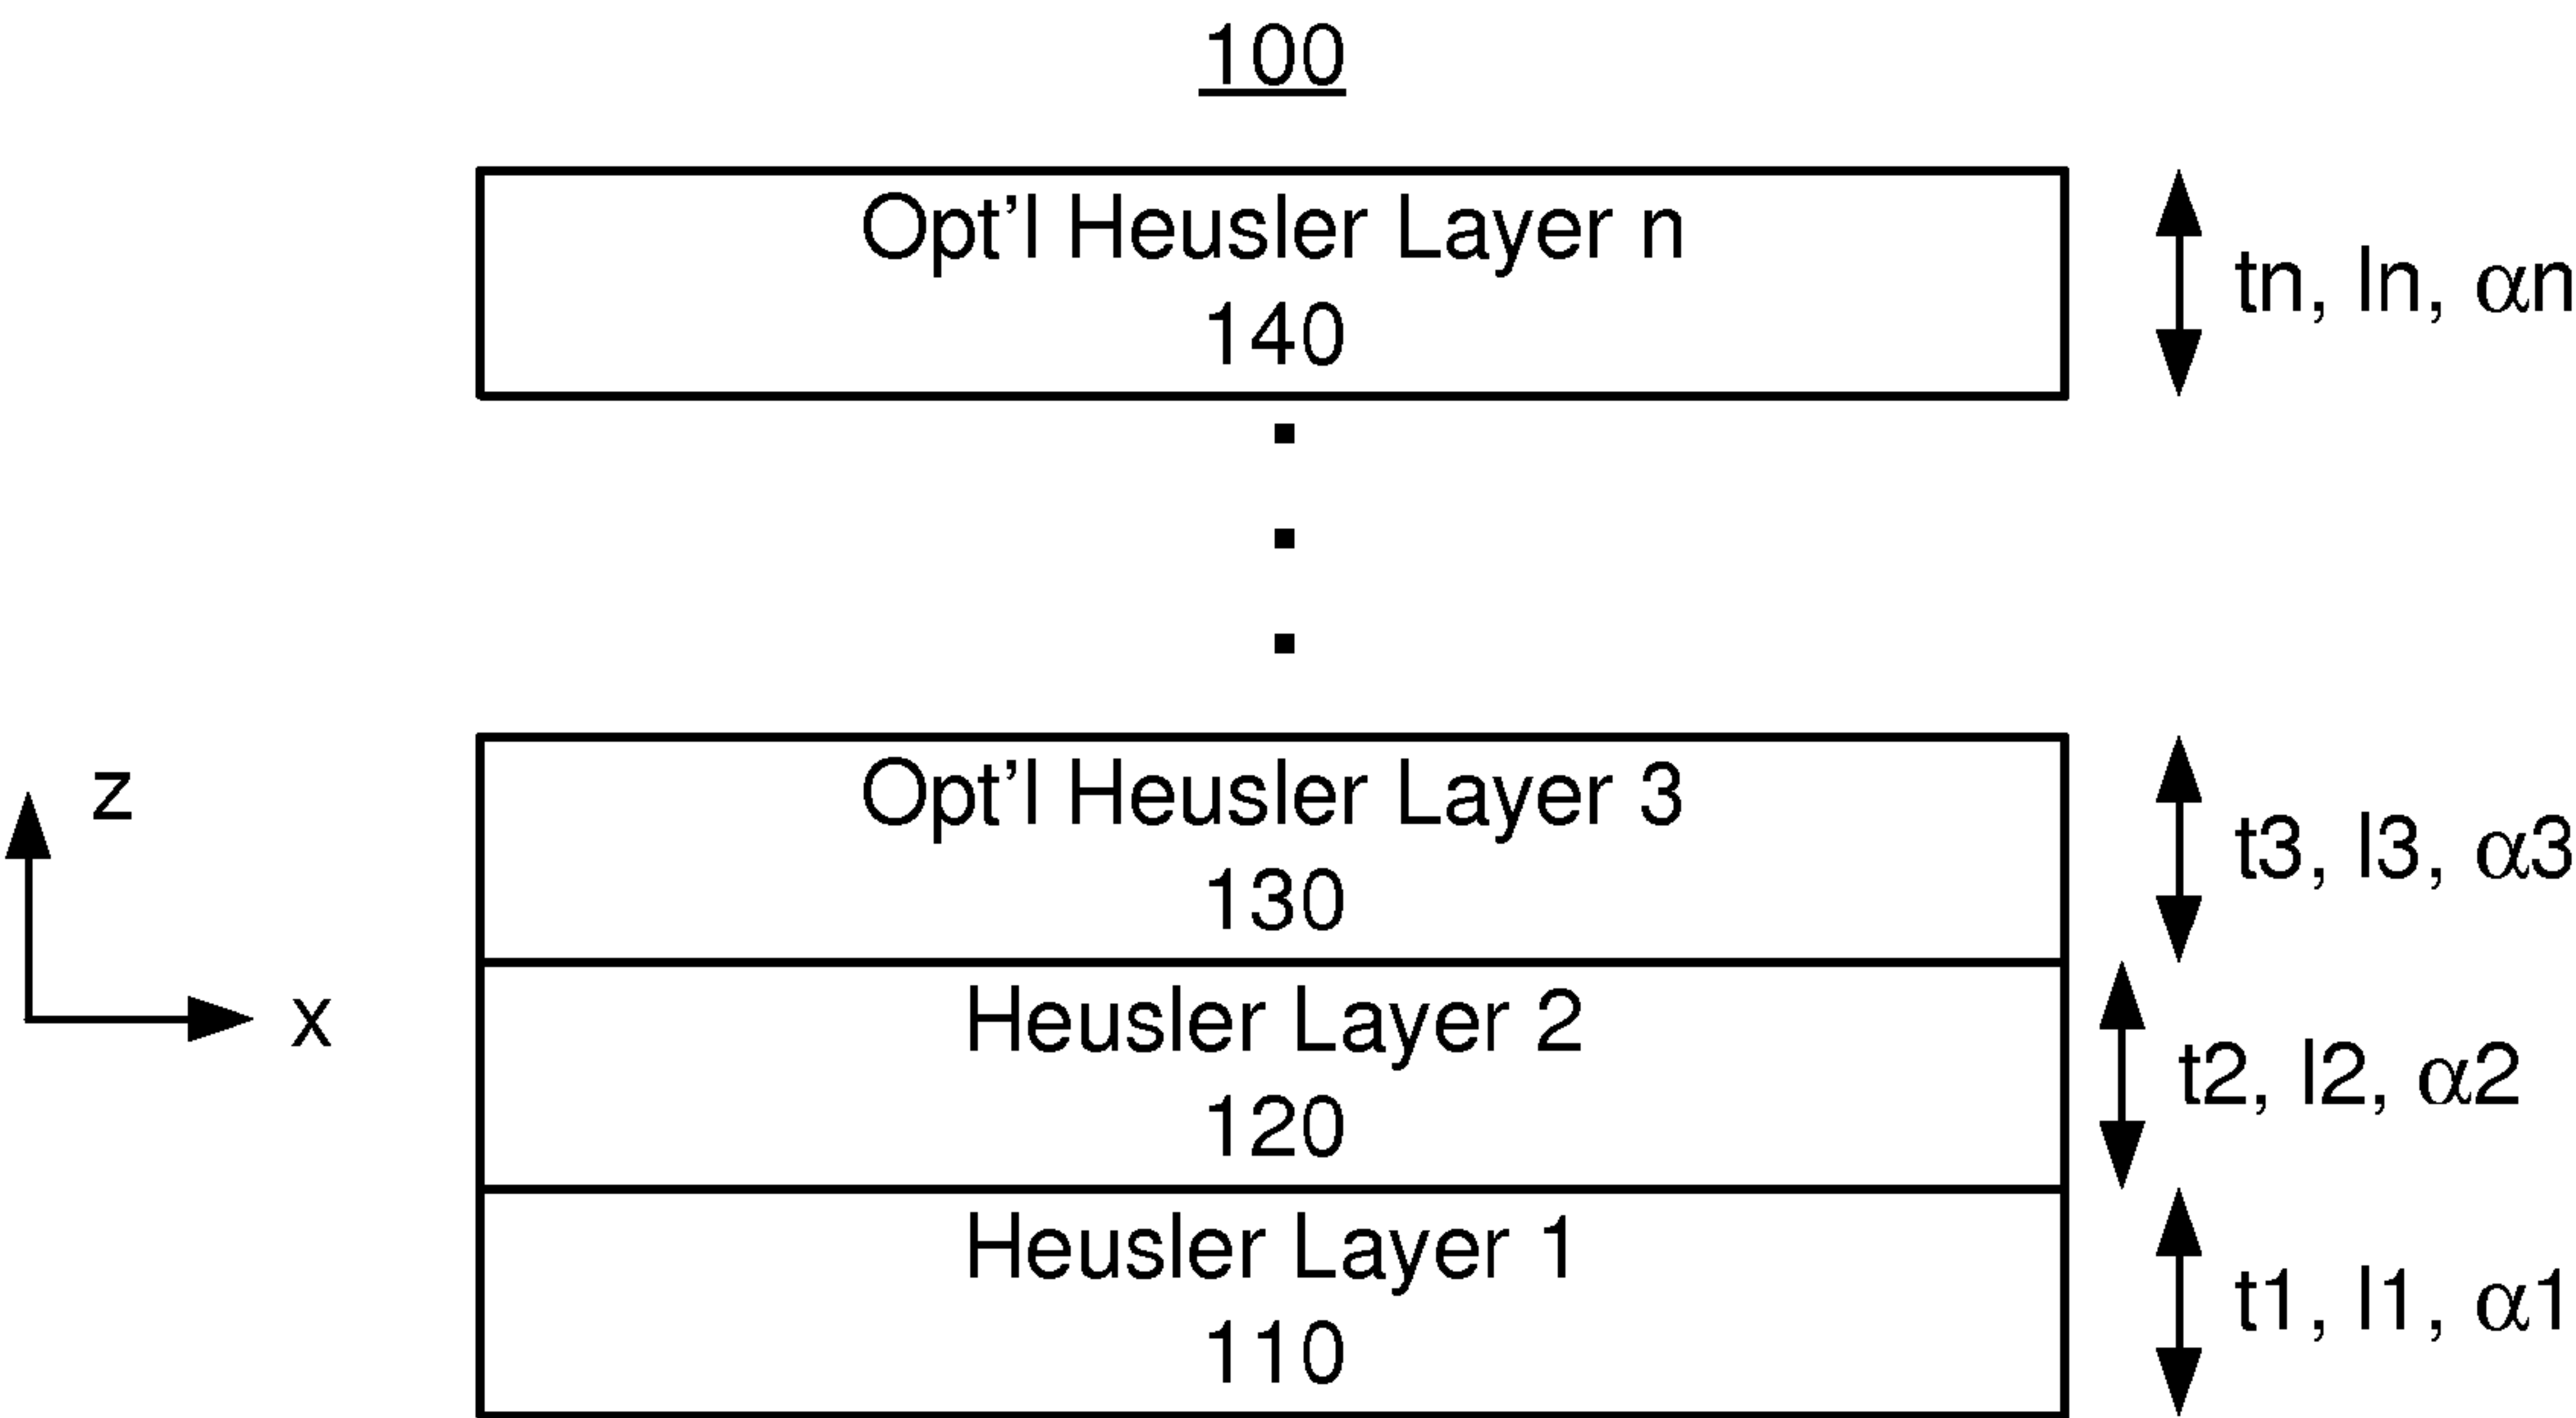 100
Opt'l Heusler Layer n
140
tn, ln, αn
z
x
Opt'l Heusler Layer 3
130
t3, l3, α3
Heusler Layer 2
120
t2, l2, α2
Heusler Layer 1
110
t1, l1, α1